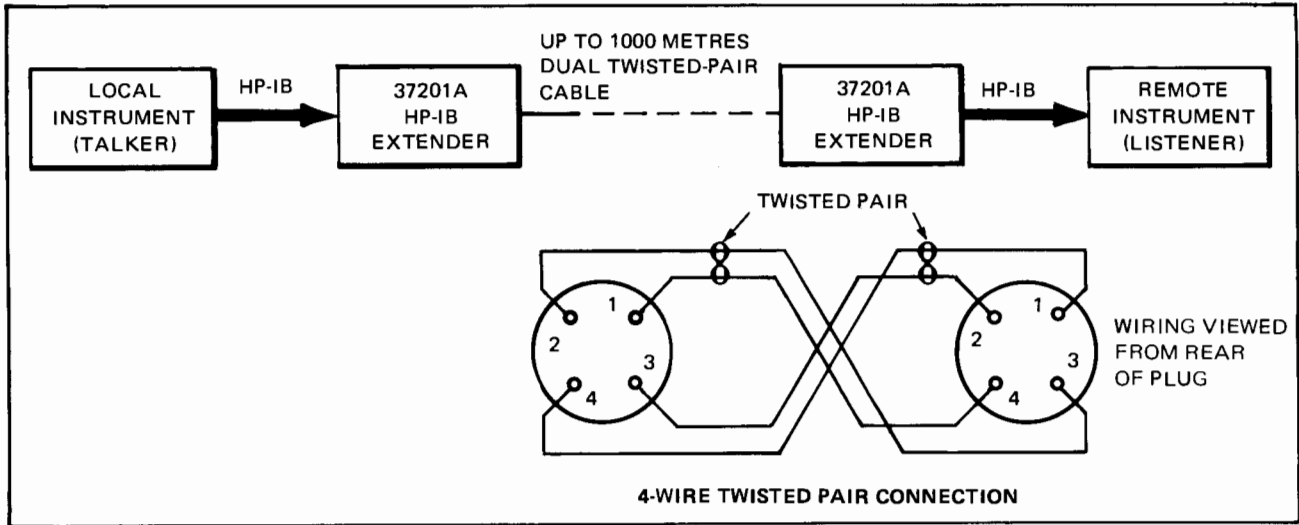 UP TO 1000 METRES
DUAL TWISTED-PAIR
CABLE
LOCAL
INSTRUMENT
(TALKER)
HP-IB
37201A
HP-IB
EXTENDER
37201A
HP-IB
EXTENDER
HP-IB
REMOTE
INSTRUMENT
(LISTENER)
TWISTED PAIR
1
2
3
4
1
2
3
4
WIRING VIEWED
FROM REAR
OF PLUG
4-WIRE TWISTED PAIR CONNECTION